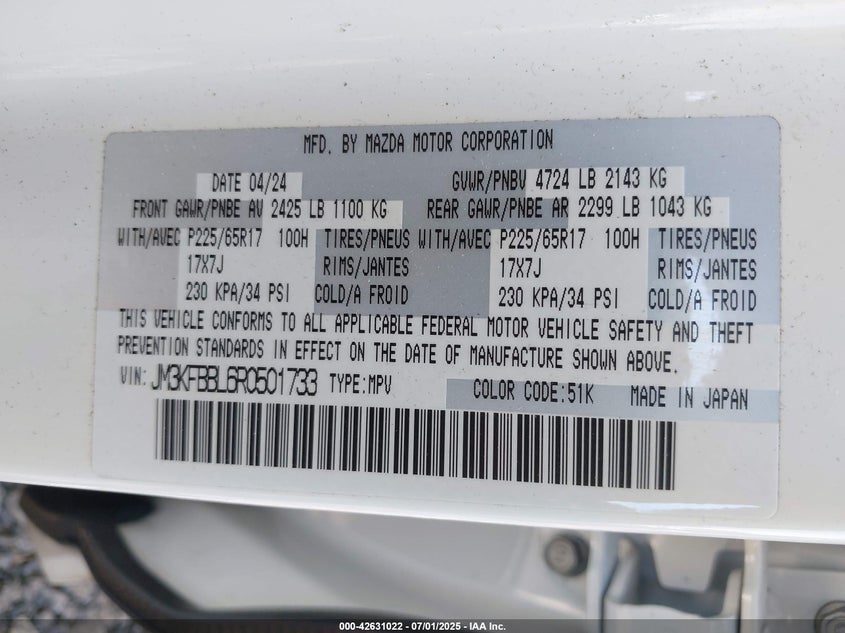 MFD. BY MAZDA MOTOR CORPORATION
DATE 04/24 GVWR/PNBV 4724 LB 2143 KG
FRONT GAWR/PNBE AV 2425 LB 1100 KG REAR GAWR/PNBE AR 2299 LB 1043 KG
WITH/AVEC P225/65R17 100H TIRES/PNEUS WITH/AVEC P225/65R17 100H TIRES/PNEUS
17X7J RIMS/JANTES 17X7J RIMS/JANTES
230 KPA/34 PSI COLD/A FROID 230 KPA/34 PSI COLD/A FROID
THIS VEHICLE CONFORMS TO ALL APPLICABLE FEDERAL MOTOR VEHICLE SAFETY AND THEFT
PREVENTION STANDARDS IN EFFECT ON THE DATE OF MANUFACTURE SHOWN ABOVE.
VIN: JM3KFBBL6R0501733 TYPE:MPV COLOR CODE:51K MADE IN JAPAN
000-42631022 / 07/01/2025 - IAA Inc.